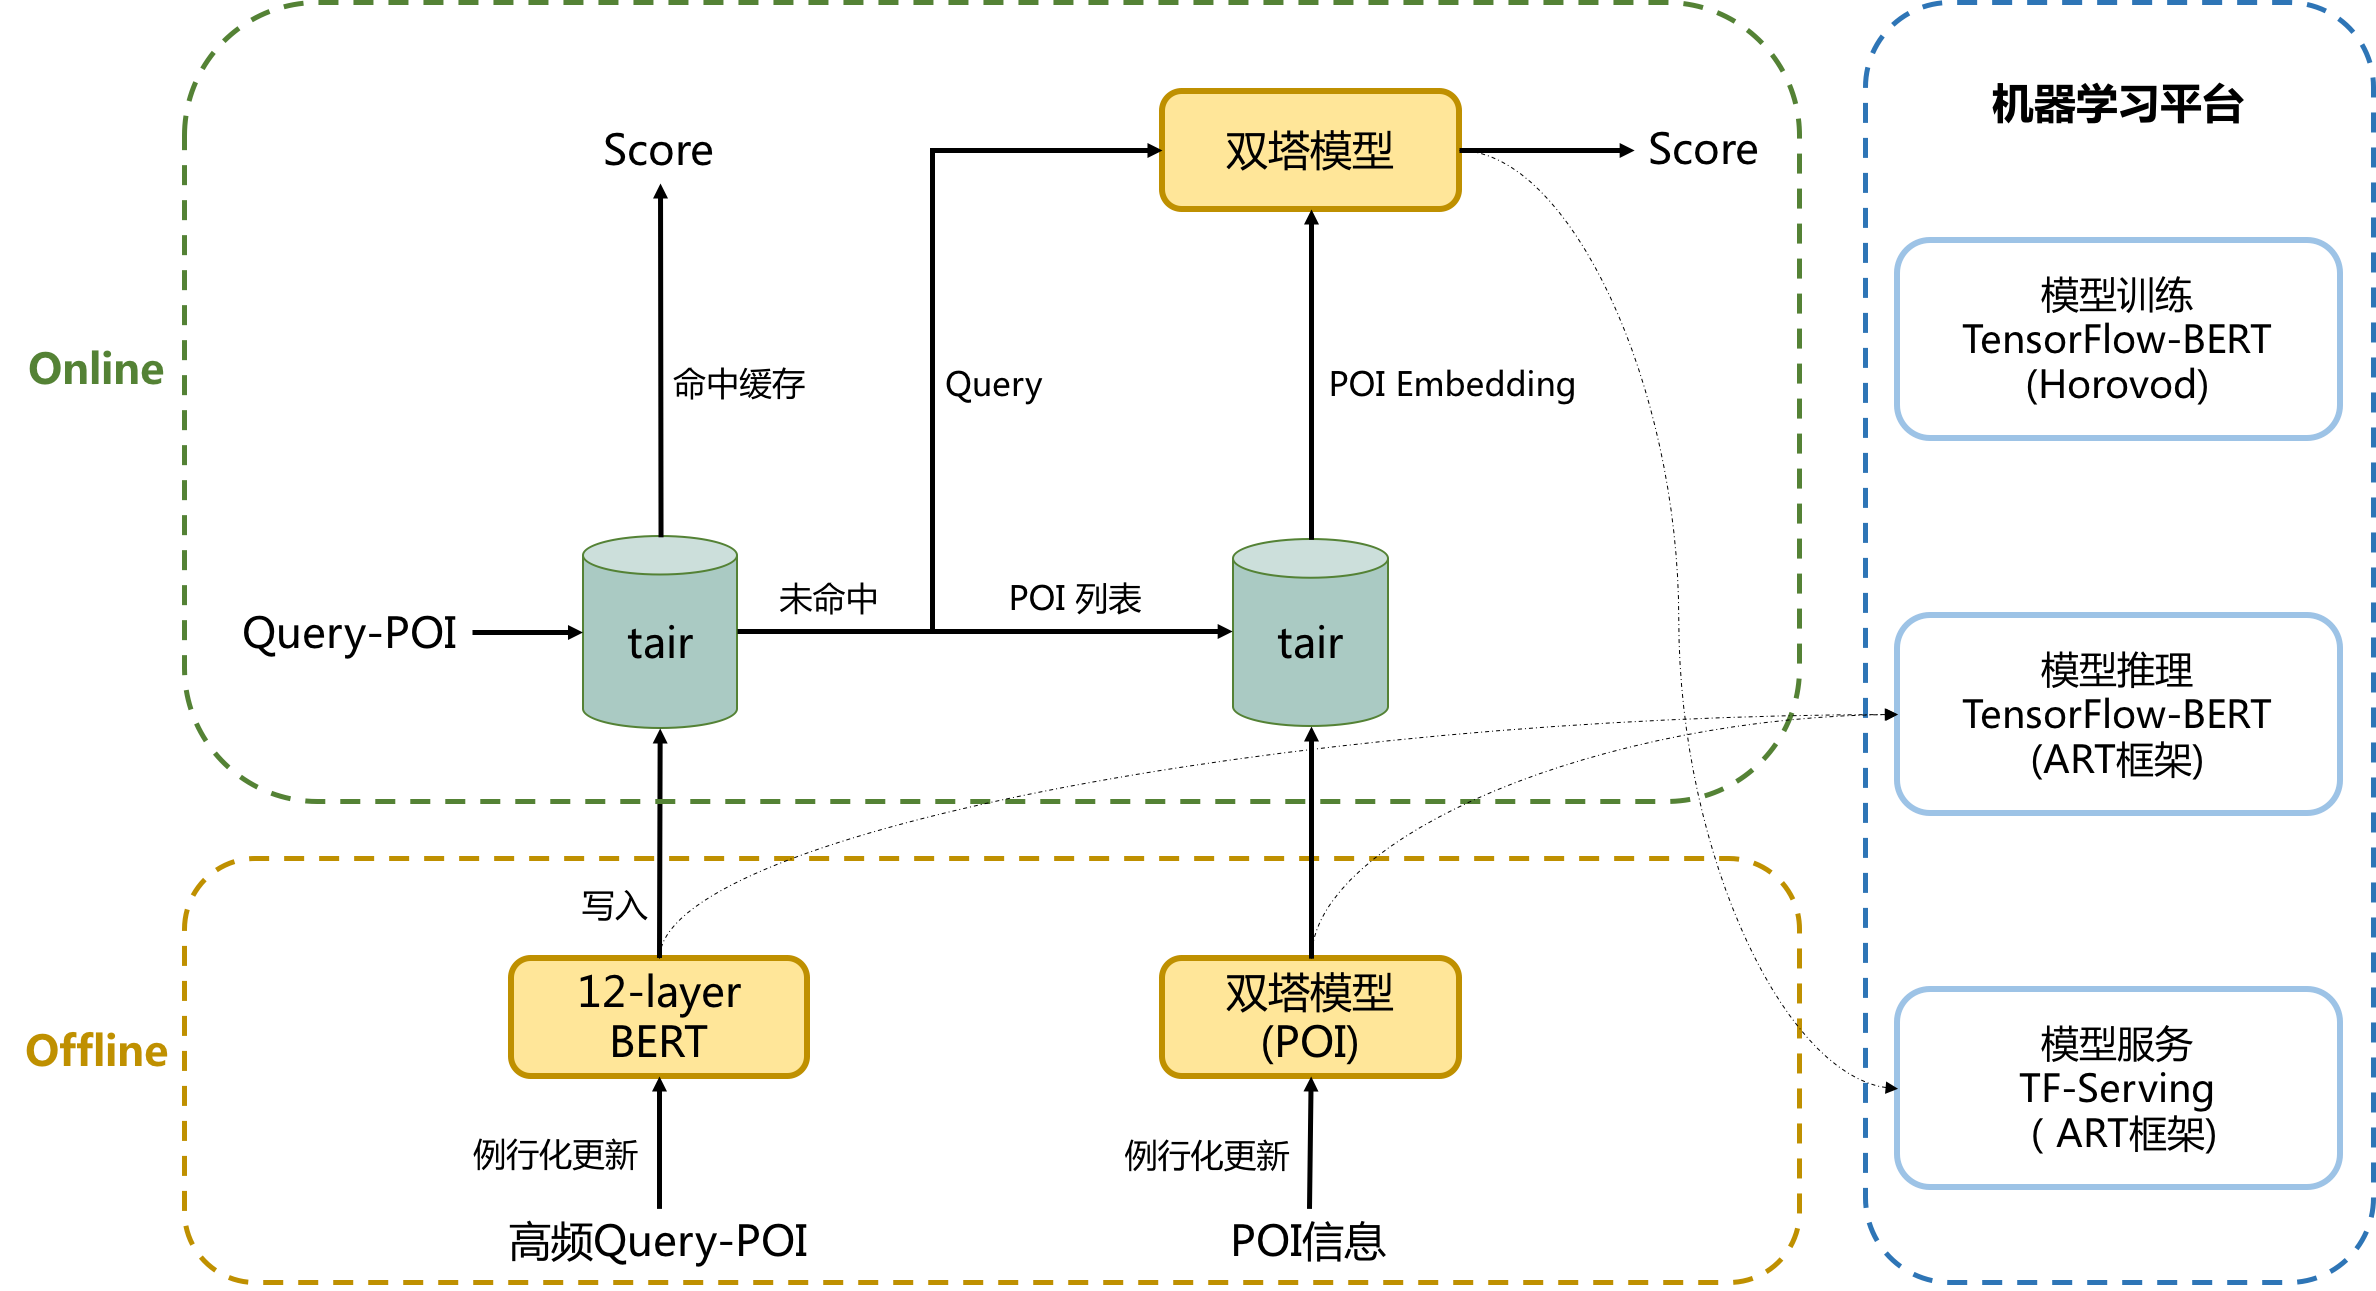 Online
Score
双塔模型
Score
命中缓存
Query
POI Embedding
Query-POI
tair
未命中
POI 列表
tair
Offline
写入
12-layer
BERT
双塔模型
(POI)
例行化更新
例行化更新
高频Query-POI
POI信息
机器学习平台
模型训练
TensorFlow-BERT
(Horovod)
模型推理
TensorFlow-BERT
(ART框架)
模型服务
TF-Serving
( ART框架)